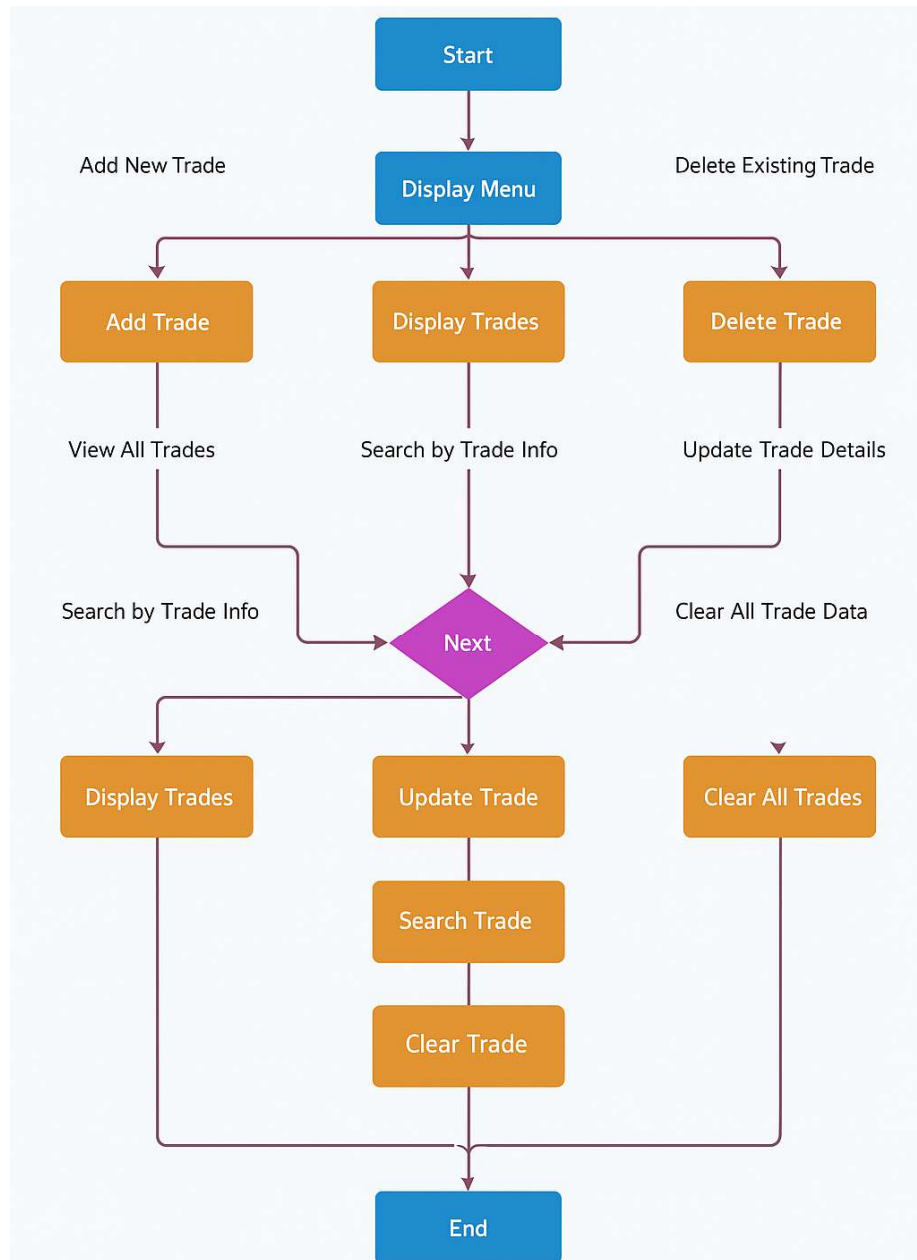 Start
Add New Trade
Delete Existing Trade
Display Menu
Add Trade
Display Trades
Delete Trade
View All Trades
Search by Trade Info
Update Trade Details
Search by Trade Info
Clear All Trade Data
Next
Display Trades
Update Trade
Clear All Trades
Search Trade
Clear Trade
End